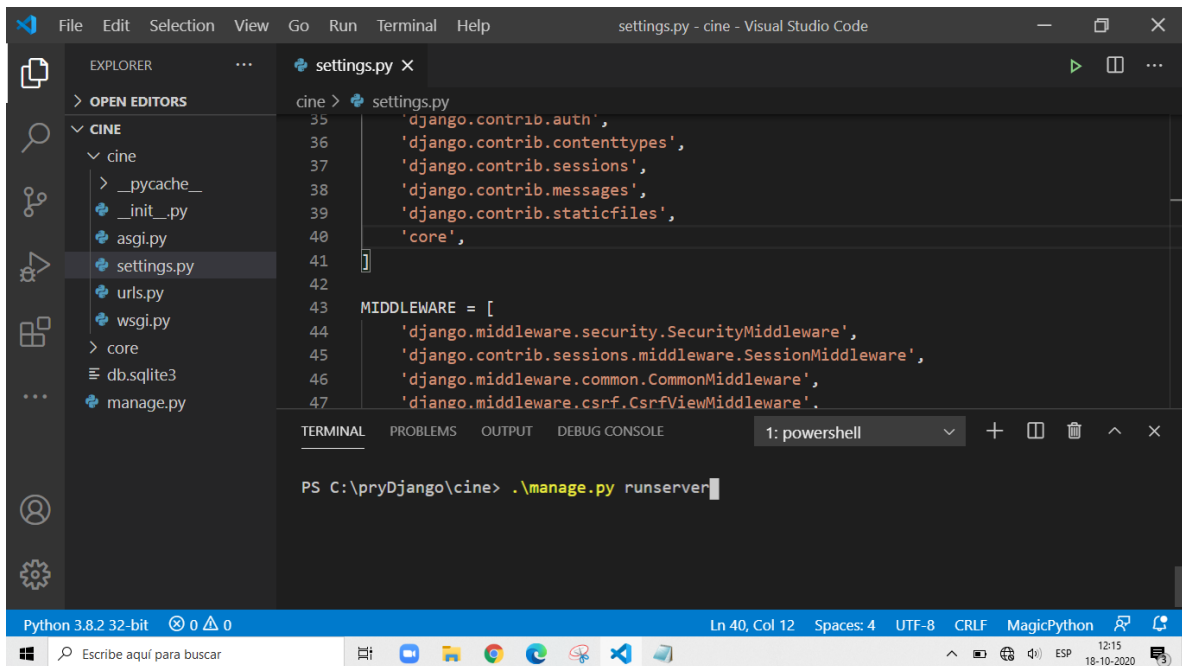 File Edit Selection View Go Run Terminal Help settings.py - cine - Visual Studio Code
EXPLORER
OPEN EDITORS
CINE
cine
__pycache__
__init__.py
asgi.py
settings.py
urls.py
wsgi.py
core
db.sqlite3
manage.py
settings.py
cine > settings.py
35 'django.contrib.auth',
36 'django.contrib.contenttypes',
37 'django.contrib.sessions',
38 'django.contrib.messages',
39 'django.contrib.staticfiles',
40 'core',
41 ]
42
43 MIDDLEWARE = [
44 'django.middleware.security.SecurityMiddleware',
45 'django.contrib.sessions.middleware.SessionMiddleware',
46 'django.middleware.common.CommonMiddleware',
47 'django.middleware.csrf.CsrfViewMiddleware',
TERMINAL PROBLEMS OUTPUT DEBUG CONSOLE 1: powershell
PS C:\pryDjango\cine> .\manage.py runserver
Python 3.8.2 32-bit 0 0 Ln 40, Col 12 Spaces: 4 UTF-8 CRLF MagicPython
Escribe aquí para buscar ESP 12:15
18-10-2020 3